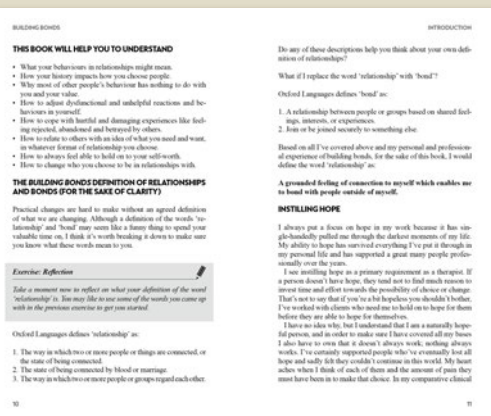 BUILDING BONDS
THIS BOOK WILL HELP YOU TO UNDERSTAND
• What your behaviours in relationships might mean.
• How your history impacts how you choose people.
• Why most of other people's behaviour has nothing to do with
you and your value.
• How to adjust dysfunctional and unhelpful reactions and be-
haviours in yourself.
• How to cope with hurtful and damaging experiences like feel-
ing rejected, abandoned and betrayed by others.
• How to relate to others with an idea of what you need and want,
in whatever format of relationship you choose.
• How to always feel able to hold on to your self-worth.
• How to change who you choose to be in relationships with.
THE BUILDING BONDS DEFINITION OF RELATIONSHIPS
AND BONDS (FOR THE SAKE OF CLARITY)
Practical changes are hard to make without an agreed definition
of what we are changing. Although a definition of the words 're-
lationship' and 'bond' may seem like a funny thing to spend your
valuable time on, I think it's worth breaking it down to make sure
you know what these words mean to you.
Exercise: Reflection
Take a moment now to reflect on what your definition of the word
'relationship' is. You may like to use some of the words you came up
with in the previous exercise to get you started.
Oxford Languages defines 'relationship' as:
1. The way in which two or more people or things are connected, or
the state of being connected.
2. The state of being connected by blood or marriage.
3. The way in which two or more people or groups regard each other.
10
INTRODUCTION
Do any of these descriptions help you think about your own defi-
nition of relationships?
What if I replace the word 'relationship' with 'bond'?
Oxford Languages defines 'bond' as:
1. A relationship between people or groups based on shared feel-
ings, interests, or experiences.
2. Join or be joined securely to something else.
Based on all I've covered above and my personal and profession-
al experience of building bonds, for the sake of this book, I would
define the word 'relationship' as:
A grounded feeling of connection to myself which enables me
to bond with people outside of myself.
INSTILLING HOPE
I always put a focus on hope in my work because it has sin-
gle-handedly pulled me through the darkest moments of my life.
My ability to hope has survived everything I've put it through in
my personal life and has supported a great many people profes-
sionally over the years.
I see instilling hope as a primary requirement as a therapist. If
a person doesn't have hope, they tend not to find much reason to
invest time and effort towards the possibility of choice or change.
That's not to say that if you're a bit hopeless you shouldn't bother.
I've worked with clients who need me to hold on to hope for them
before they are able to hope for themselves.
I have no idea why, but I understand that I am a naturally hope-
ful person, and in order to make sure I have covered all my bases
I also have to own that it doesn't always work; nothing always
works. I've certainly supported people who've eventually lost all
hope and sadly felt they couldn't continue in this world. My heart
aches when I think of each of them and the amount of pain they
must have been in to make that choice. In my comparative clinical
11